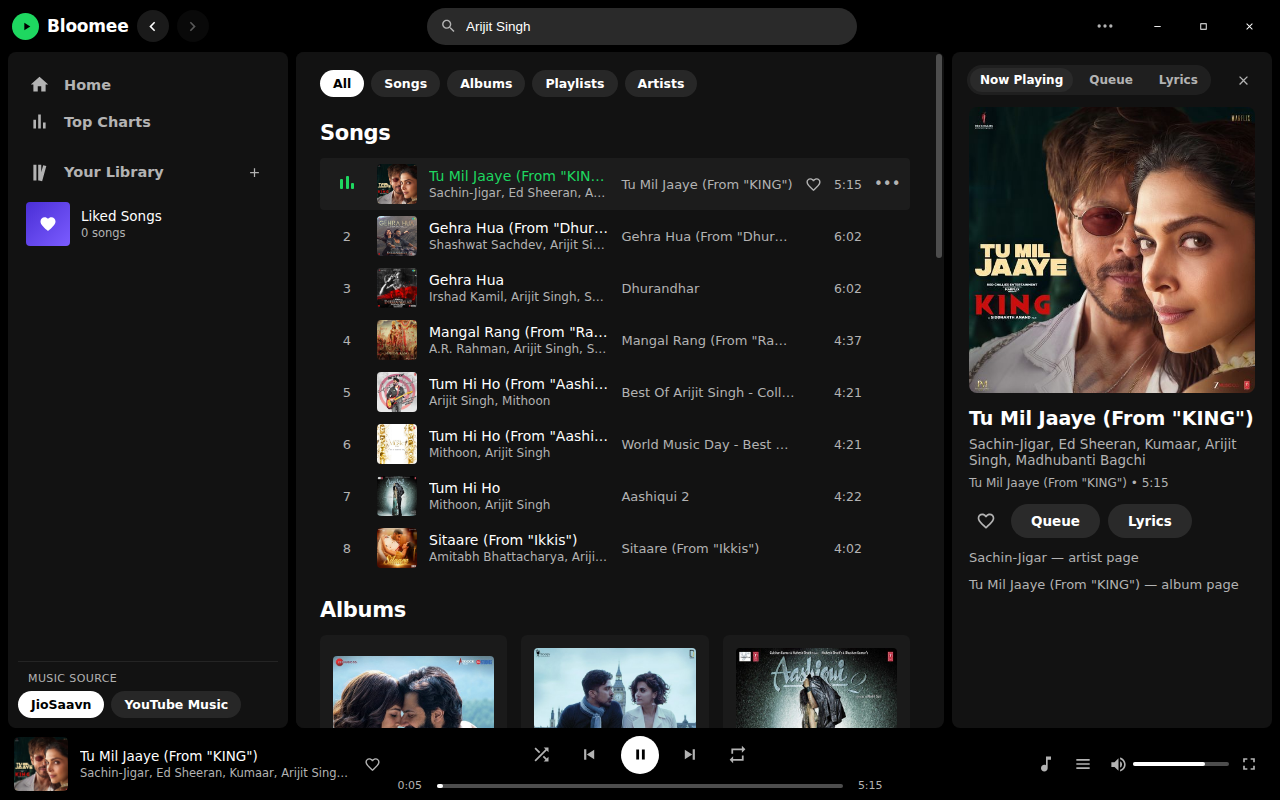 Bloomee
Arijit Singh
Home
Top Charts
Your Library
Liked Songs
0 songs
MUSIC SOURCE
JioSaavn
YouTube Music
All
Songs
Albums
Playlists
Artists
Songs
Tu Mil Jaaye (From "KIN...
Sachin-Jigar, Ed Sheeran, A...
Tu Mil Jaaye (From "KING")
5:15
2
Gehra Hua (From "Dhur...
Shashwat Sachdev, Arijit Si...
Gehra Hua (From "Dhur...
6:02
3
Gehra Hua
Irshad Kamil, Arijit Singh, S...
Dhurandhar
6:02
4
Mangal Rang (From "Ra...
A.R. Rahman, Arijit Singh, S...
Mangal Rang (From "Ra...
4:37
5
Tum Hi Ho (From "Aashi...
Arijit Singh, Mithoon
Best Of Arijit Singh - Coll...
4:21
6
Tum Hi Ho (From "Aashi...
Mithoon, Arijit Singh
World Music Day - Best ...
4:21
7
Tum Hi Ho
Mithoon, Arijit Singh
Aashiqui 2
4:22
8
Sitaare (From "Ikkis")
Amitabh Bhattacharya, Ariji...
Sitaare (From "Ikkis")
4:02
Albums
Aashiqui 2
Now Playing
Queue
Lyrics
TU MIL
JAAYE
RED CHILLIES ENTERTAINMENT
KING
Tu Mil Jaaye (From "KING")
Sachin-Jigar, Ed Sheeran, Kumaar, Arijit
Singh, Madhubanti Bagchi
Tu Mil Jaaye (From "KING") • 5:15
Queue
Lyrics
Sachin-Jigar — artist page
Tu Mil Jaaye (From "KING") — album page
Tu Mil Jaaye (From "KING")
Sachin-Jigar, Ed Sheeran, Kumaar, Arijit Sing...
0:05
5:15